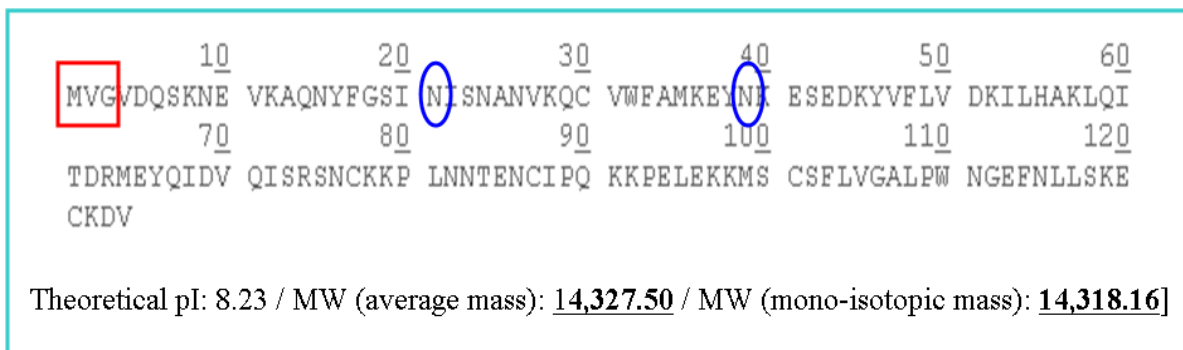 10 20 30 40 50 60
MVGVDQSKNE VKAQNYFGSI NISNANVKQC VWFAMKEYNK ESEDKYVFLV DKILHAKLQI
70 80 90 100 110 120
TDRMEYQIDV QISRSNCKKP LNNTENCIPQ KKPELEKKMS CSFLVGALPW NGEFNLLSKE
CKDV
Theoretical pI: 8.23 / MW (average mass): 14,327.50 / MW (mono-isotopic mass): 14,318.16]